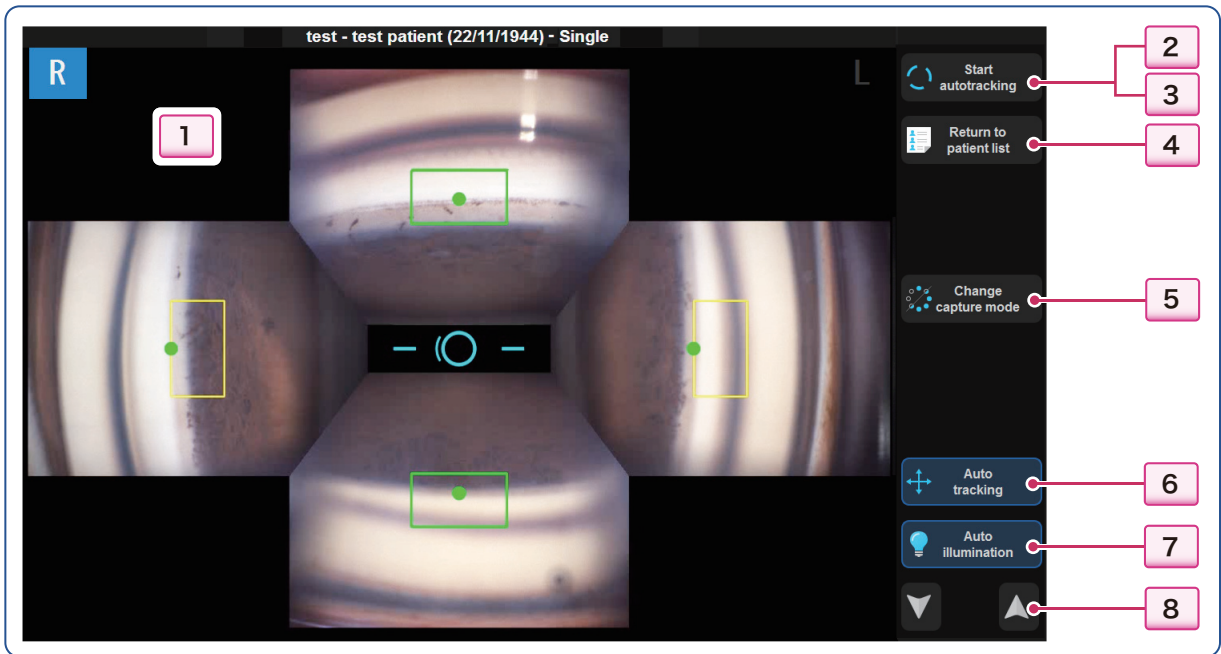 test - test patient (22/11/1944) - Single
R
L
1
Start
autotracking
2
3
Return to
patient list
4
Change
capture mode
5
Auto
tracking
6
Auto
illumination
7
8